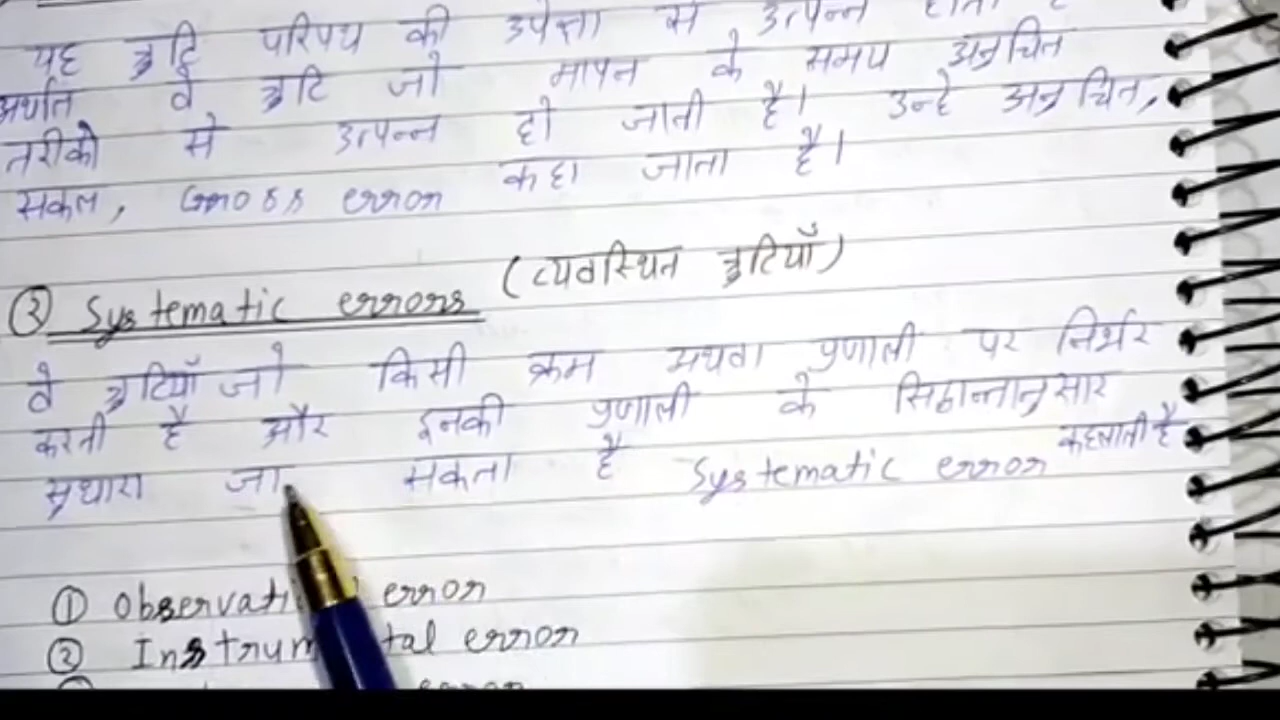 यह त्रुटि परिपथ की उपेक्षा से उत्पन्न होती
अर्थात वे त्रुटि जो मापन के समय अनुचित
तरीको से उत्पन्न हो जाती है। उन्हे अनुचित,
सकल, Gross error कहा जाता है।
② Systematic errors (व्यवस्थित त्रुटियाँ)
वे त्रुटियाँ जो किसी क्रम अथवा प्रणाली पर निर्भर
करती है और इनकी प्रणाली के सिद्धान्तानुसार
सुधारा जा सकता है Systematic error कहलाती है
① Observati error
② Instrum tal error
error